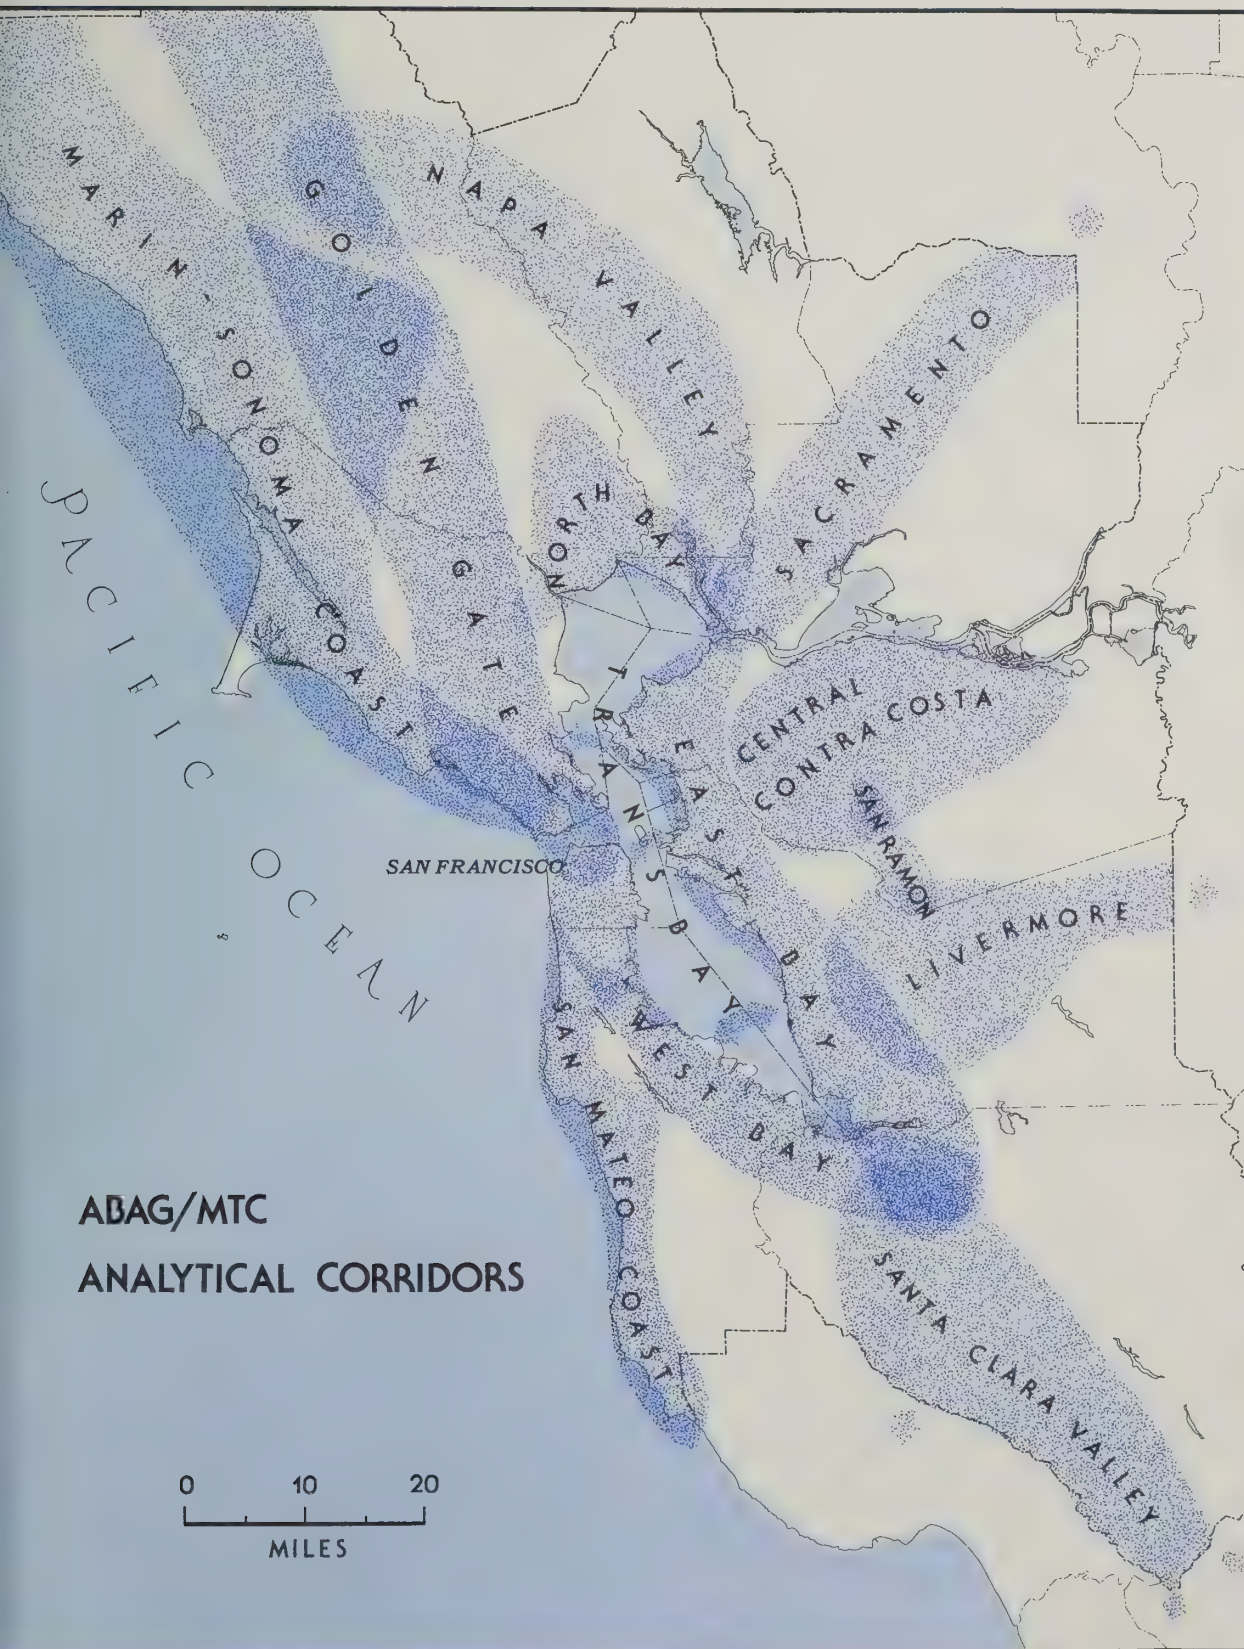 MARIN-SONOMA COAST
GOLDEN GATE
NAPA VALLEY
SACRAMENTO
NORTH BAY
PACIFIC OCEAN
TRANSBAY
EAST BAY
CENTRAL
CONTRA COSTA
SAN RAMON
LIVERMORE
SAN FRANCISCO
WEST BAY
SAN MATEO COAST
SANTA CLARA VALLEY
ABAG/MTC
ANALYTICAL CORRIDORS
0 10 20
MILES